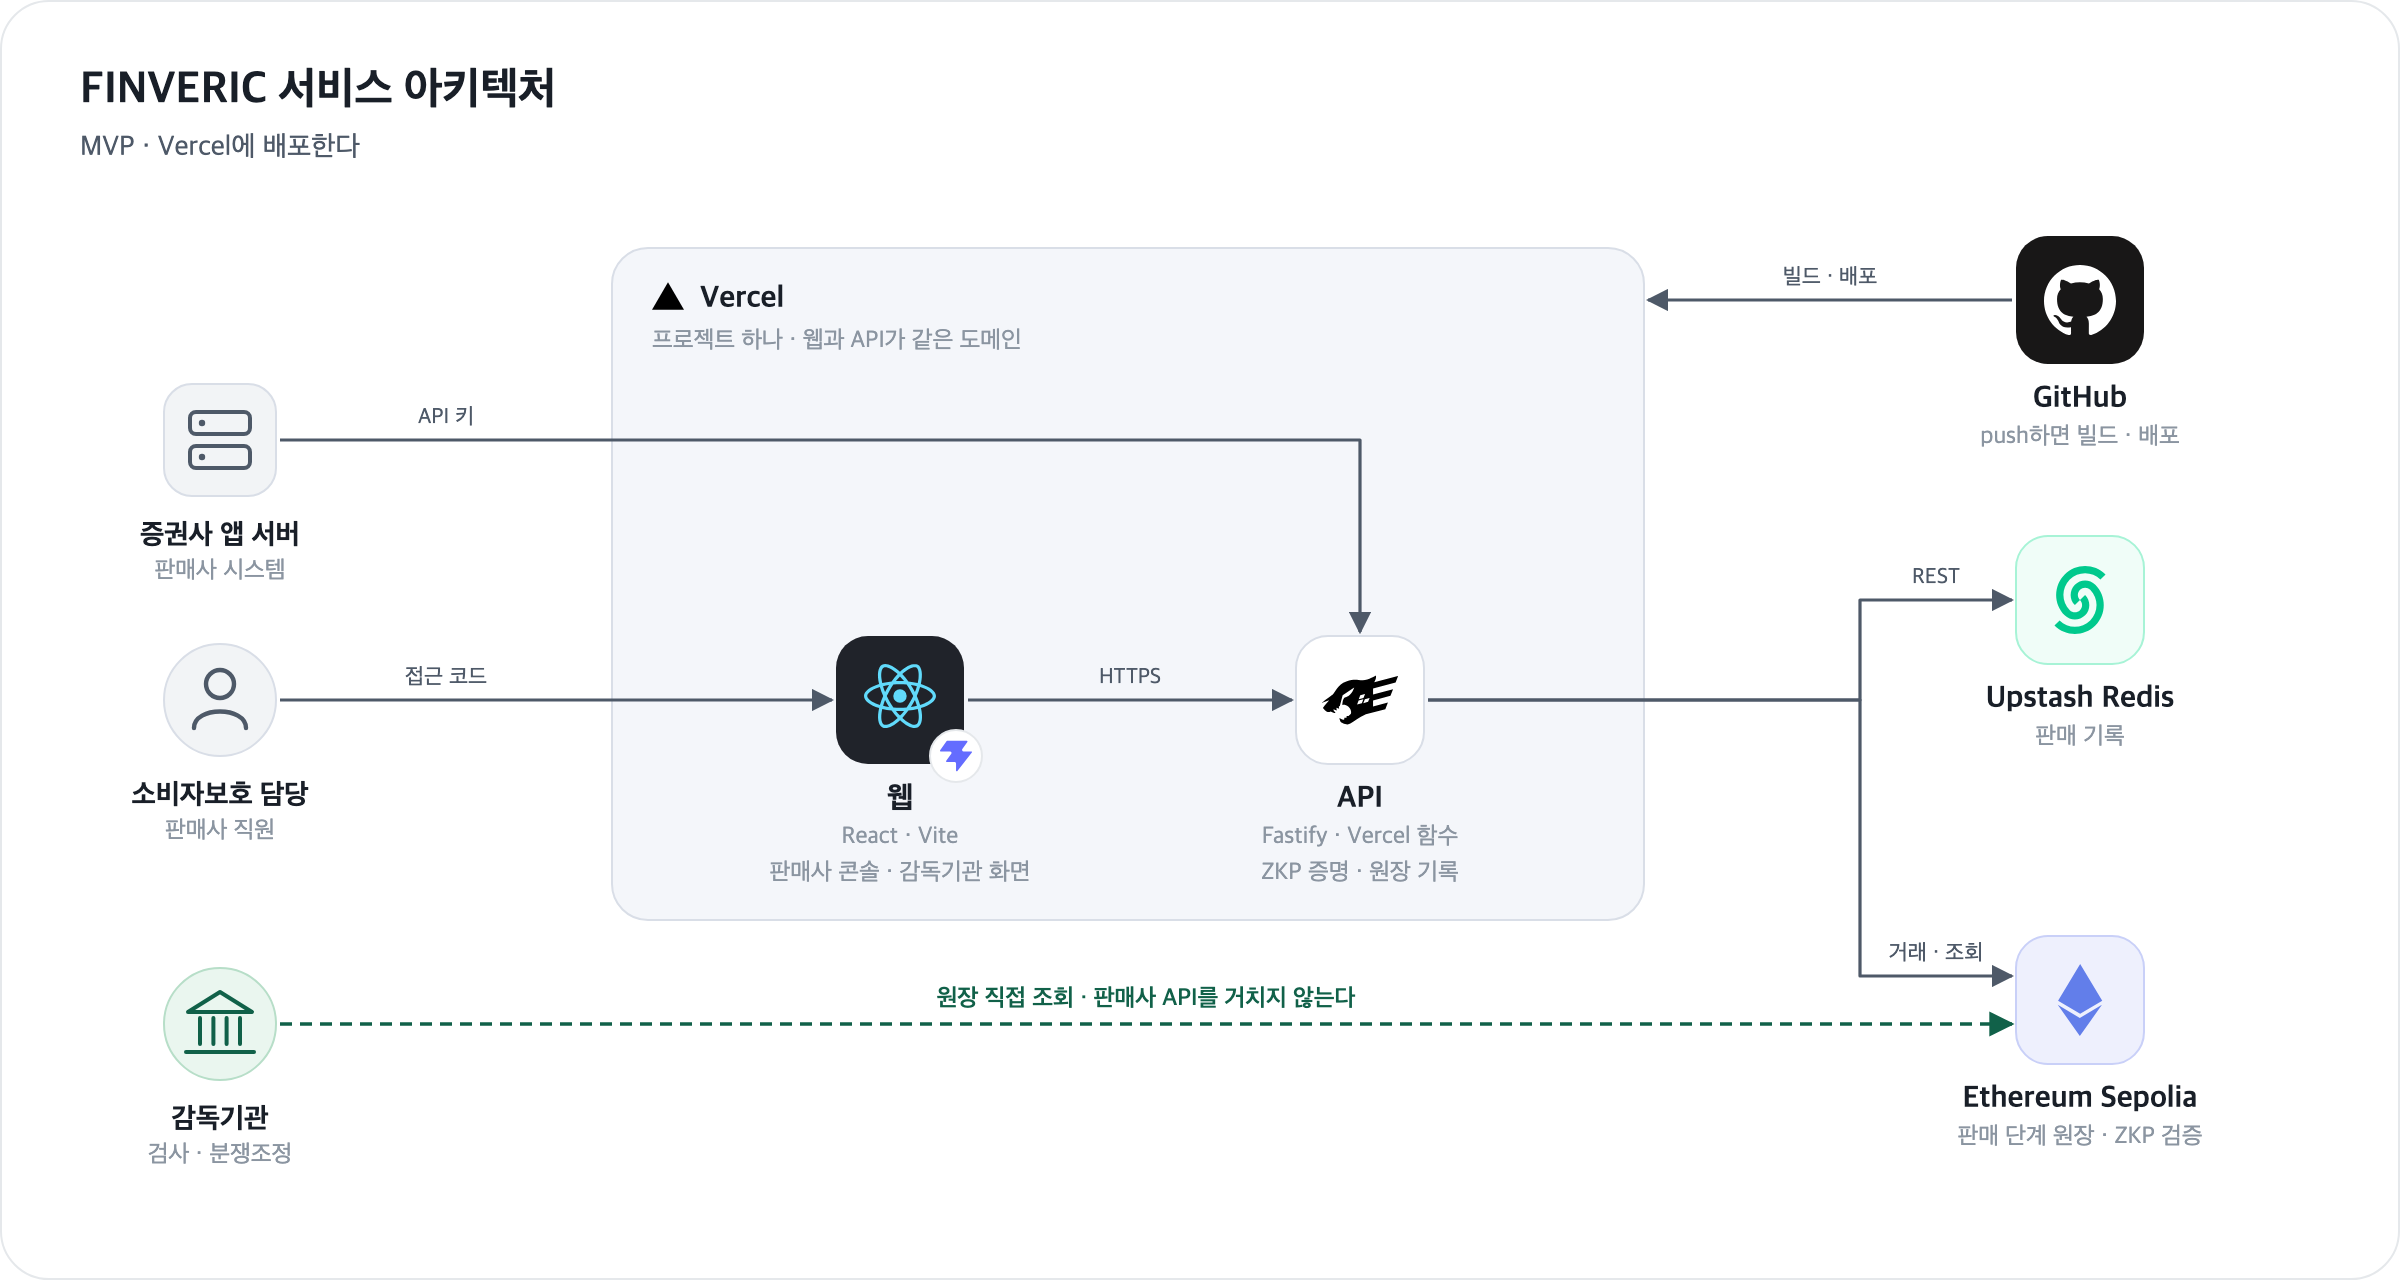 FINVERIC 서비스 아키텍처
MVP · Vercel에 배포한다
Vercel
프로젝트 하나 · 웹과 API가 같은 도메인
빌드 · 배포
GitHub
push하면 빌드 · 배포
API 키
증권사 앱 서버
판매사 시스템
REST
Upstash Redis
판매 기록
접근 코드
소비자보호 담당
판매사 직원
HTTPS
웹
React · Vite
판매사 콘솔 · 감독기관 화면
API
Fastify · Vercel 함수
ZKP 증명 · 원장 기록
거래 · 조회
원장 직접 조회 · 판매사 API를 거치지 않는다
감독기관
검사 · 분쟁조정
Ethereum Sepolia
판매 단계 원장 · ZKP 검증